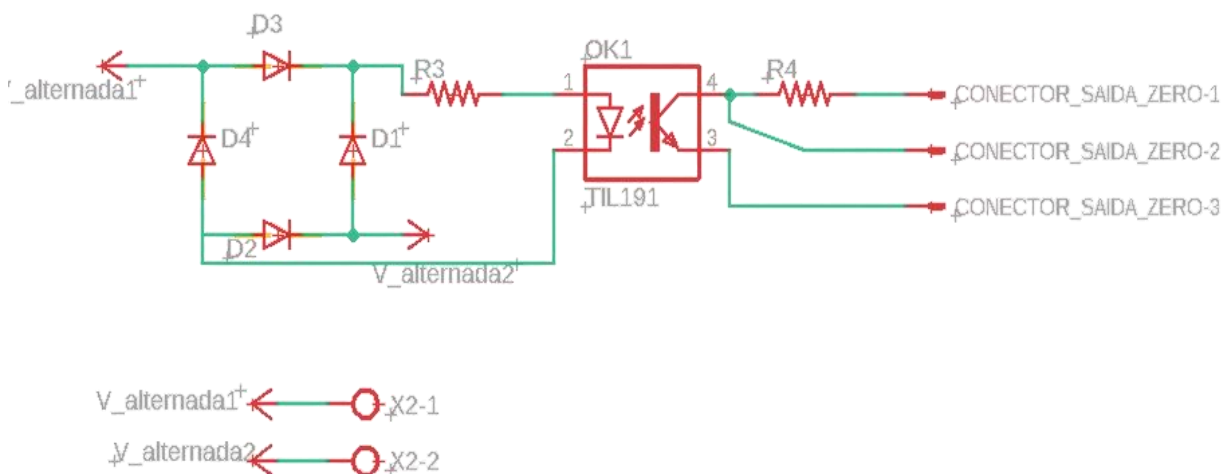 D3
_alternada1
R3
OK1
R4
1
4
CONECTOR_SAIDA_ZERO-1
D4
D1
2
3
CONECTOR_SAIDA_ZERO-2
TIL191
CONECTOR_SAIDA_ZERO-3
D2
V_alternada2
V_alternada1
X2-1
V_alternada2
X2-2